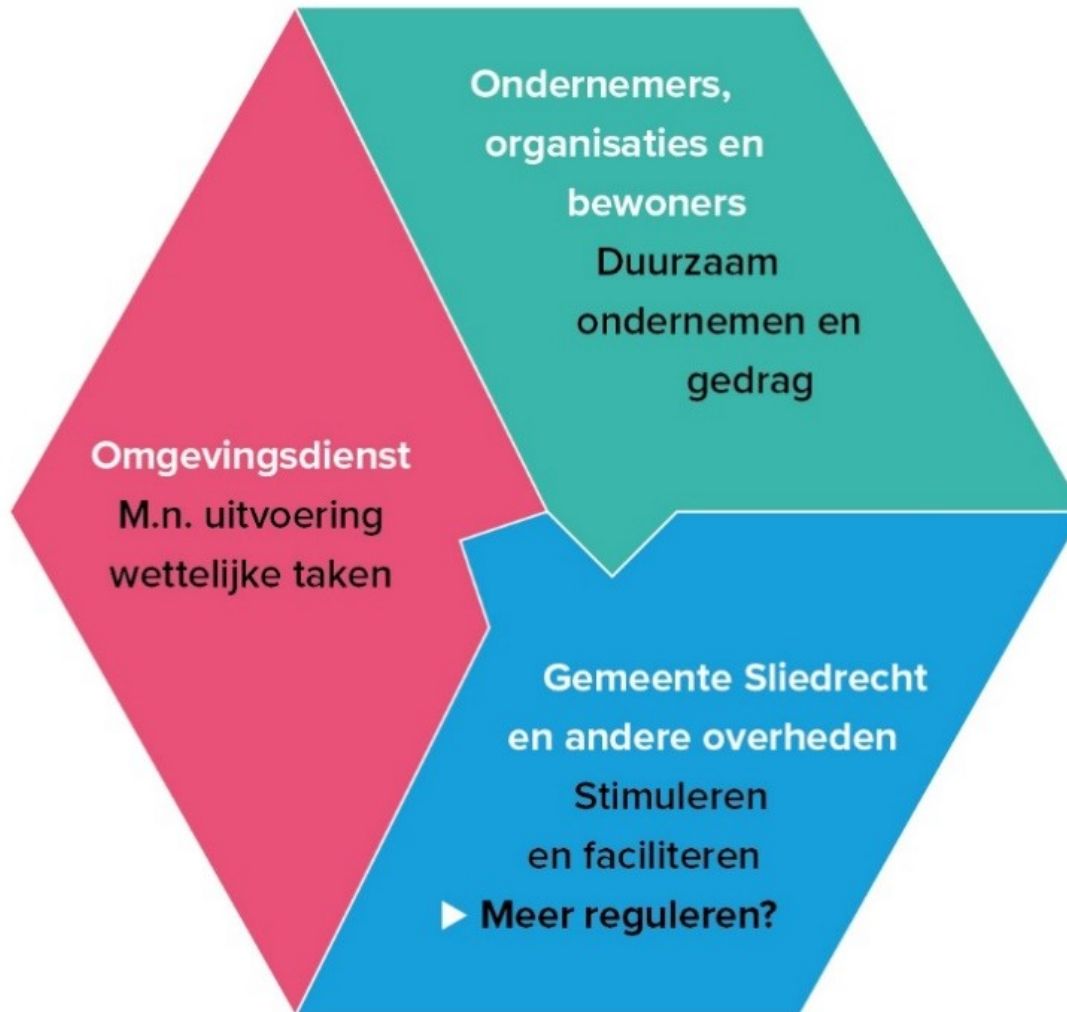 Ondernemers,
organisaties en
bewoners
Duurzaam
ondernemen en
gedrag
Omgevingsdienst
M.n. uitvoering
wettelijke taken
Gemeente Sliedrecht
en andere overheden
Stimuleren
en faciliteren
▶ Meer reguleren?